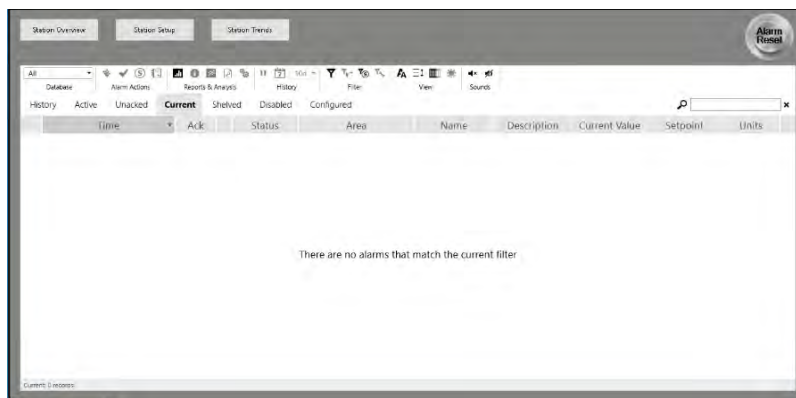 Station Overview Station Setup Station Trends
Alarm
Reset
All
Database Alarm Actions Reports & Analysis History Filter View Sounds
History Active Unacked Current Shelved Disabled Configured
Time Ack Status Area Name Description Current Value Setpoint Units
There are no alarms that match the current filter
Current: 0 records